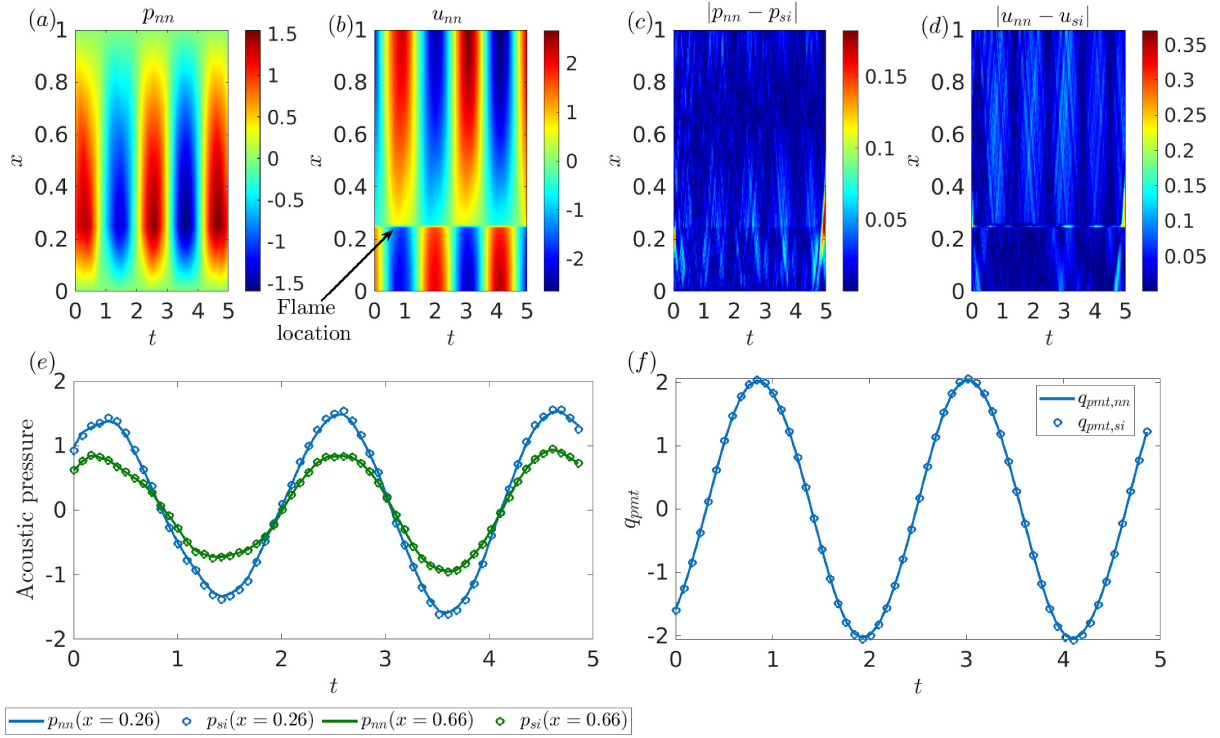 (a) p_{nn}
(b) u_{nn}
(c) |p_{nn} − p_{si}|
(d) |u_{nn} − u_{si}|
1
0.8
0.6
0.4
0.2
0
x
0 1 2 3 4 5
t
1.5
1
0.5
0
-0.5
-1
-1.5
1
0.8
0.6
0.4
0.2
0
x
0 1 2 3 4 5
t
2
1
0
-1
-2
Flame
location
1
0.8
0.6
0.4
0.2
0
x
0 1 2 3 4 5
t
0.15
0.1
0.05
1
0.8
0.6
0.4
0.2
0
x
0 1 2 3 4 5
t
0.35
0.30
0.25
0.20
0.15
0.10
0.05
(e)
2
1
0
-1
-2
Acoustic pressure
0 1 2 3 4 5
t
p_{nn}(x = 0.26) p_{si}(x = 0.26) p_{nn}(x = 0.66) p_{si}(x = 0.66)
(f)
2
1
0
-1
-2
q_{pmt}
0 1 2 3 4 5
t
q_{pmt,nn}
q_{pmt,si}